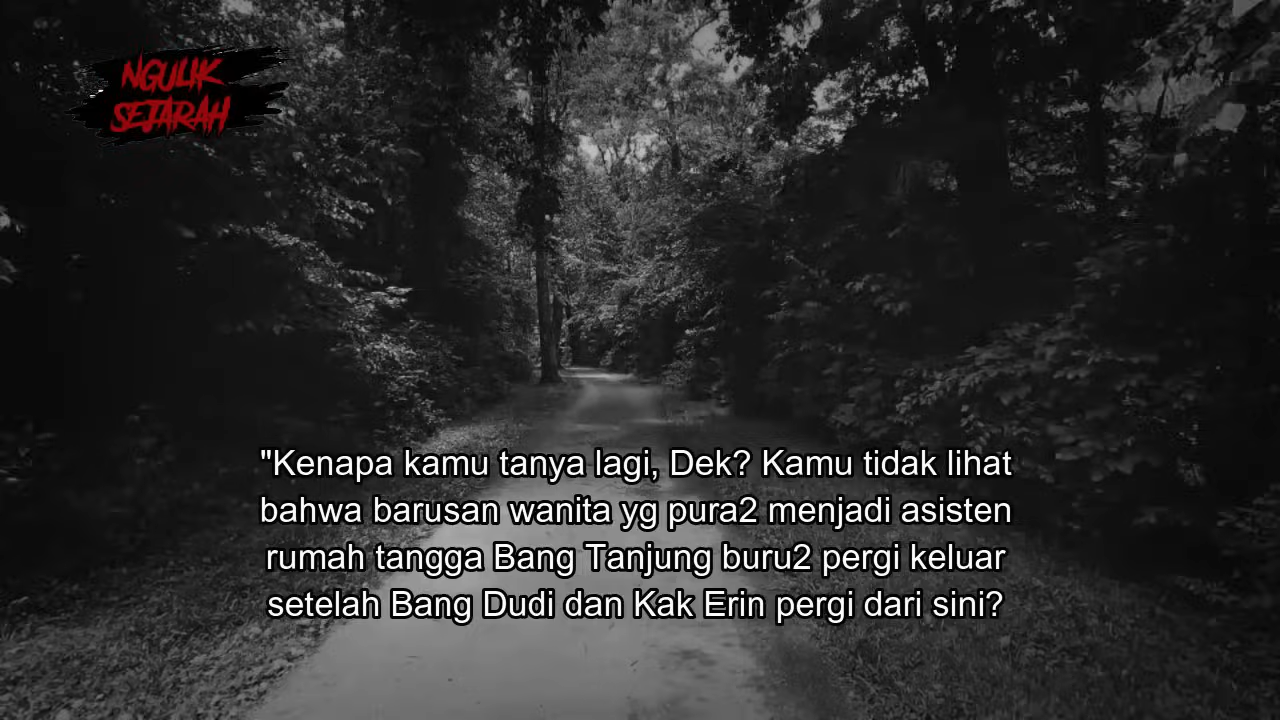 NGULIK
SEJARAH
"Kenapa kamu tanya lagi, Dek? Kamu tidak lihat
bahwa barusan wanita yg pura2 menjadi asisten
rumah tangga Bang Tanjung buru2 pergi keluar
setelah Bang Dudi dan Kak Erin pergi dari sini?